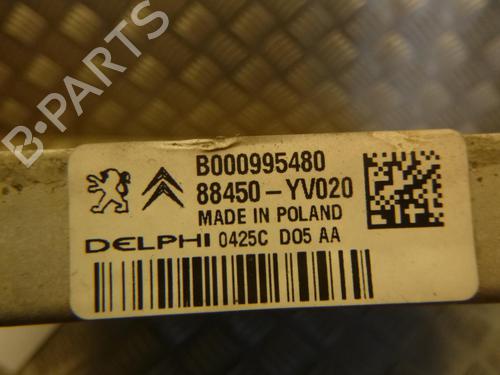 B-PARTS
B000995480
88450-YV020
MADE IN POLAND
DELPHI 0425C D05 AA